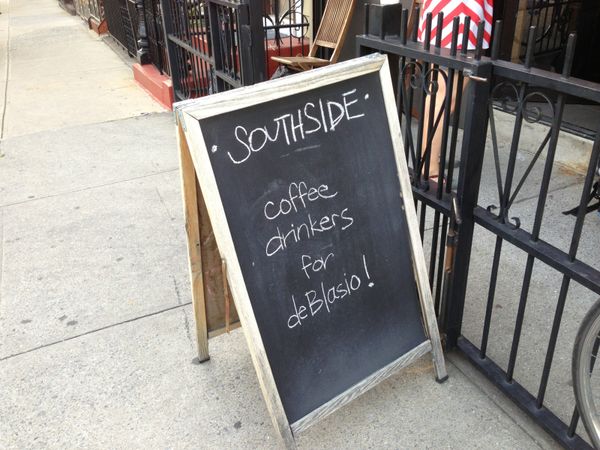 SOUTHSIDE.
coffee
drinkers
for
deBlasio!